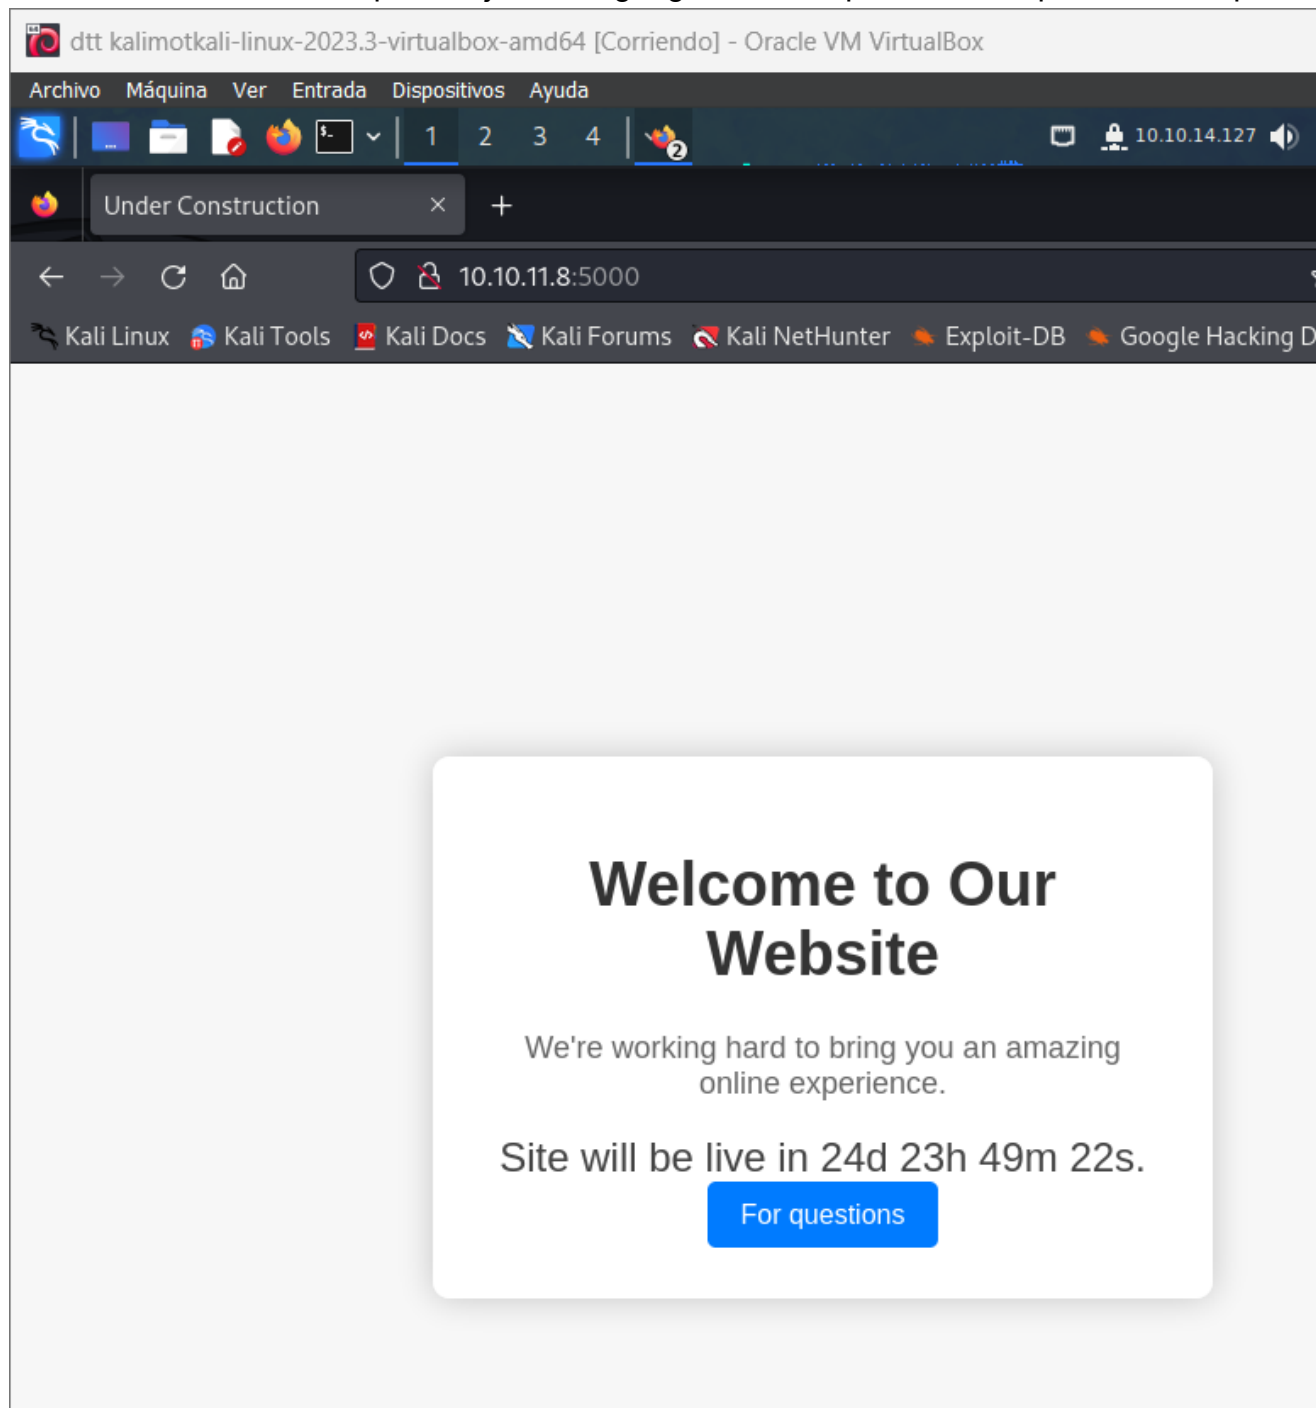 dtt kalimotkali-linux-2023.3-virtualbox-amd64 [Corriendo] - Oracle VM VirtualBox
Archivo Máquina Ver Entrada Dispositivos Ayuda
1 2 3 4 2 10.10.14.127
Under Construction
10.10.11.8:5000
Kali Linux Kali Tools Kali Docs Kali Forums Kali NetHunter Exploit-DB Google Hacking D
Welcome to Our
Website
We're working hard to bring you an amazing
online experience.
Site will be live in 24d 23h 49m 22s.
For questions